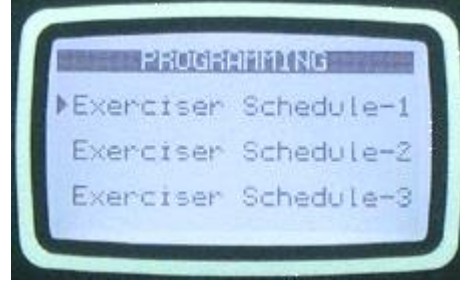 PROGRAMMING
Exerciser Schedule-1
Exerciser Schedule-2
Exerciser Schedule-3